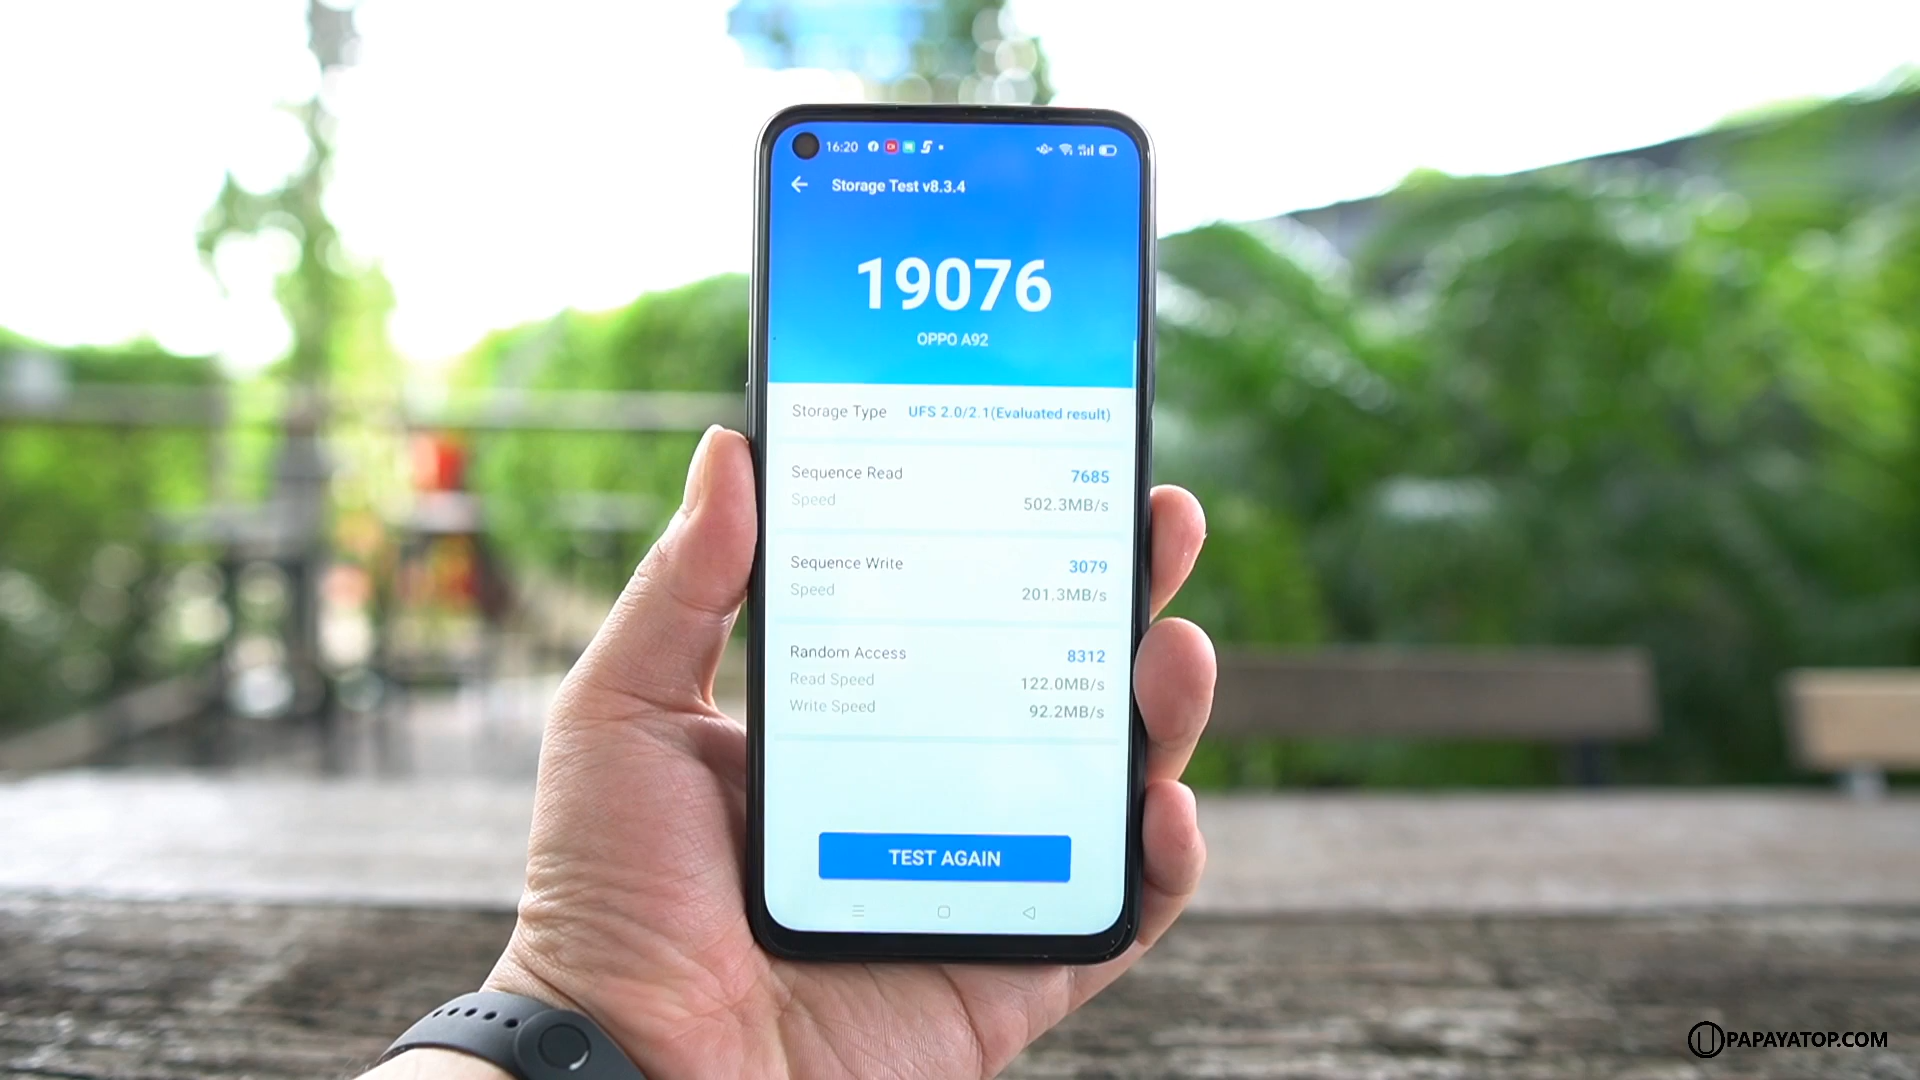 16:20
Storage Test v8.3.4
19076
OPPO A92
Storage Type UFS 2.0/2.1(Evaluated result)
Sequence Read 7685
Speed 502.3MB/s
Sequence Write 3079
Speed 201.3MB/s
Random Access 8312
Read Speed 122.0MB/s
Write Speed 92.2MB/s
TEST AGAIN
PAPAYATOP.COM